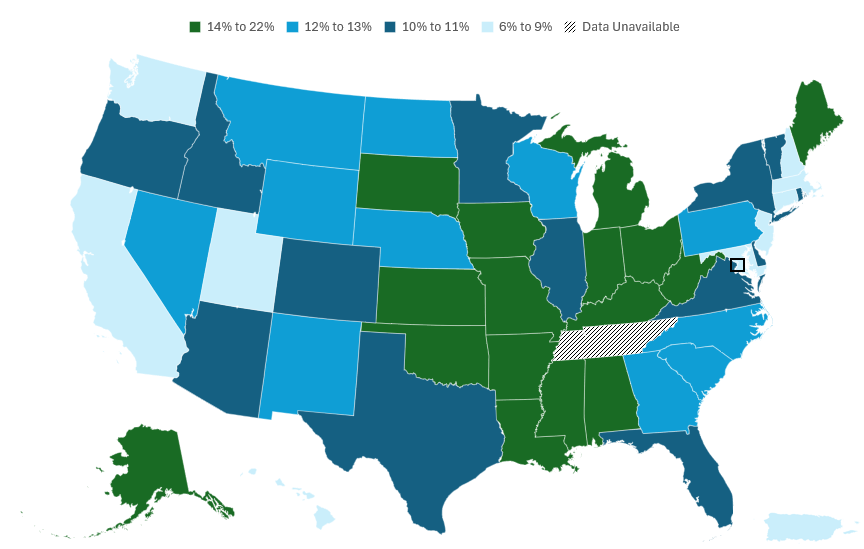 14% to 22% 12% to 13% 10% to 11% 6% to 9% Data Unavailable